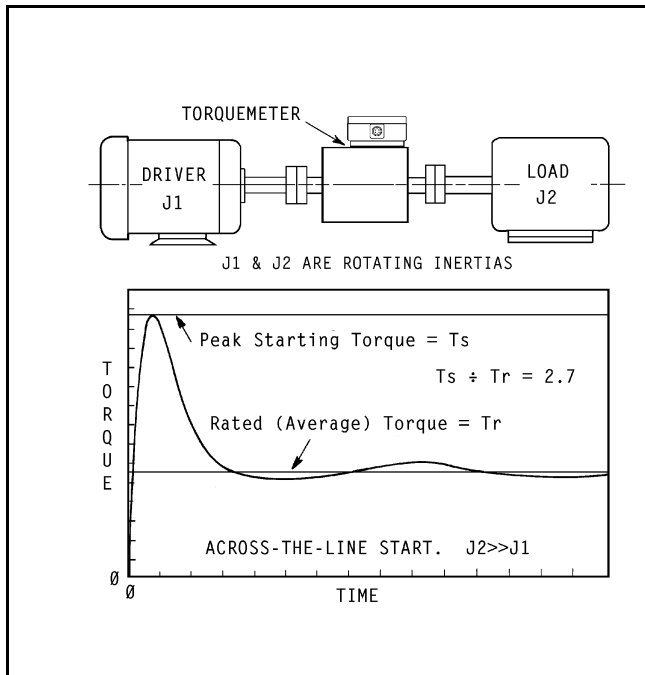 TORQUEMETER
DRIVER
J1
LOAD
J2
J1 & J2 ARE ROTATING INERTIAS
Peak Starting Torque = Ts
Ts ÷ Tr = 2.7
Rated (Average) Torque = Tr
TORQUE
ACROSS-THE-LINE START. J2>>J1
Ø
Ø
TIME